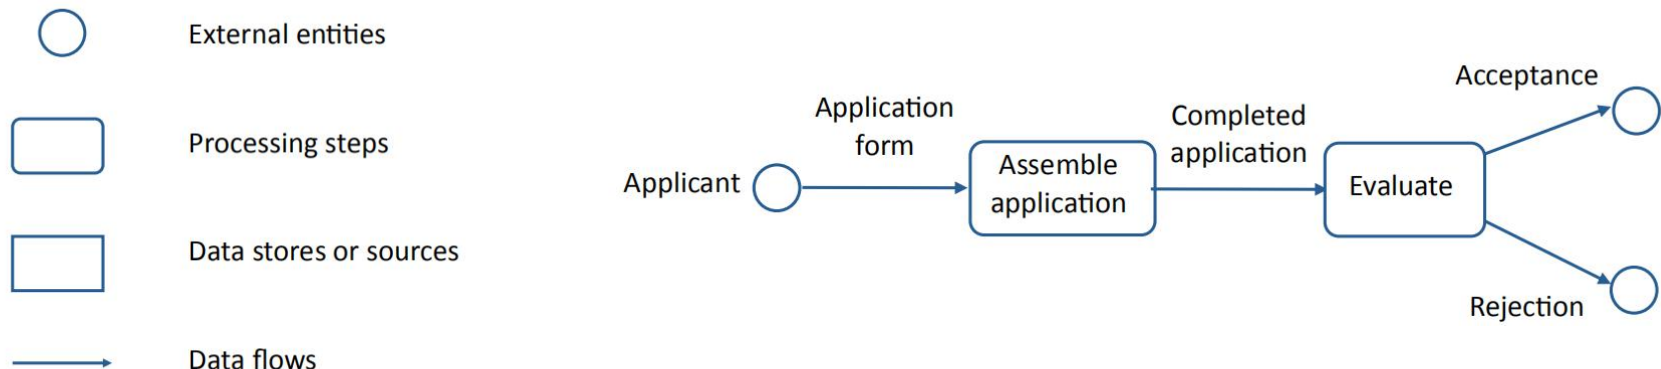 External entities
Processing steps
Data stores or sources
Data flows
Applicant
Application
form
Assemble
application
Completed
application
Evaluate
Acceptance
Rejection